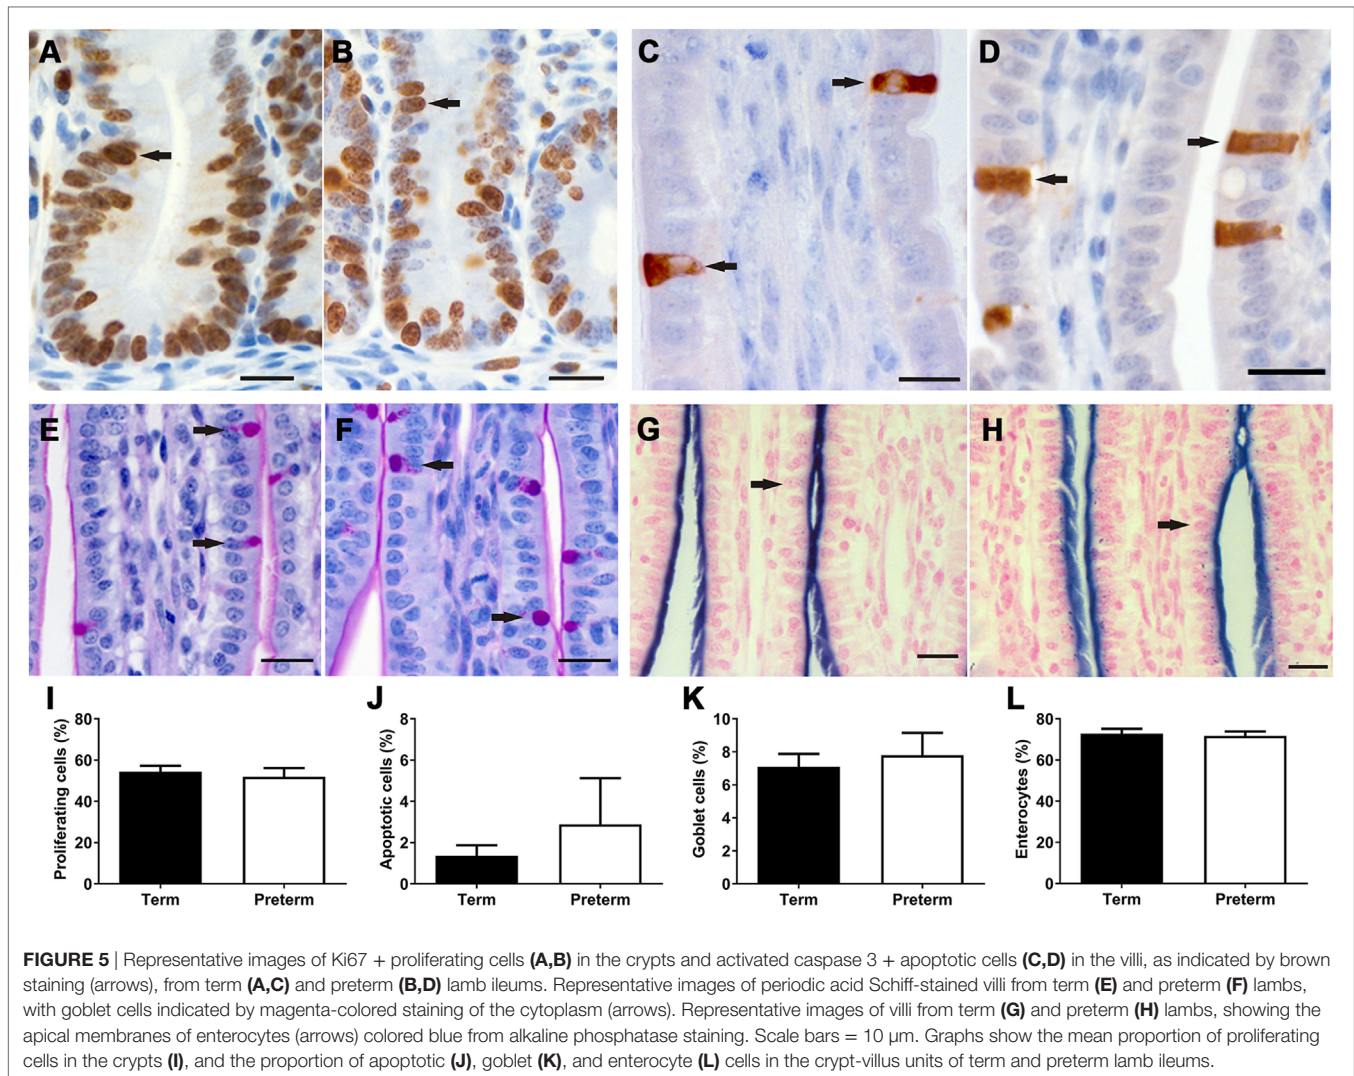 A
B
C
D
E
F
G
H
I
J
K
L
Proliferating cells (%)
80
60
40
20
0
Term
Preterm
Apoptotic cells (%)
8
6
4
2
0
Term
Preterm
Goblet cells (%)
10
8
6
4
2
0
Term
Preterm
Enterocytes (%)
80
60
40
20
0
Term
Preterm
FIGURE 5 | Representative images of Ki67 + proliferating cells (A,B) in the crypts and activated caspase 3 + apoptotic cells (C,D) in the villi, as indicated by brown
staining (arrows), from term (A,C) and preterm (B,D) lamb ileums. Representative images of periodic acid Schiff-stained villi from term (E) and preterm (F) lambs,
with goblet cells indicated by magenta-colored staining of the cytoplasm (arrows). Representative images of villi from term (G) and preterm (H) lambs, showing the
apical membranes of enterocytes (arrows) colored blue from alkaline phosphatase staining. Scale bars = 10 μm. Graphs show the mean proportion of proliferating
cells in the crypts (I), and the proportion of apoptotic (J), goblet (K), and enterocyte (L) cells in the crypt-villus units of term and preterm lamb ileums.